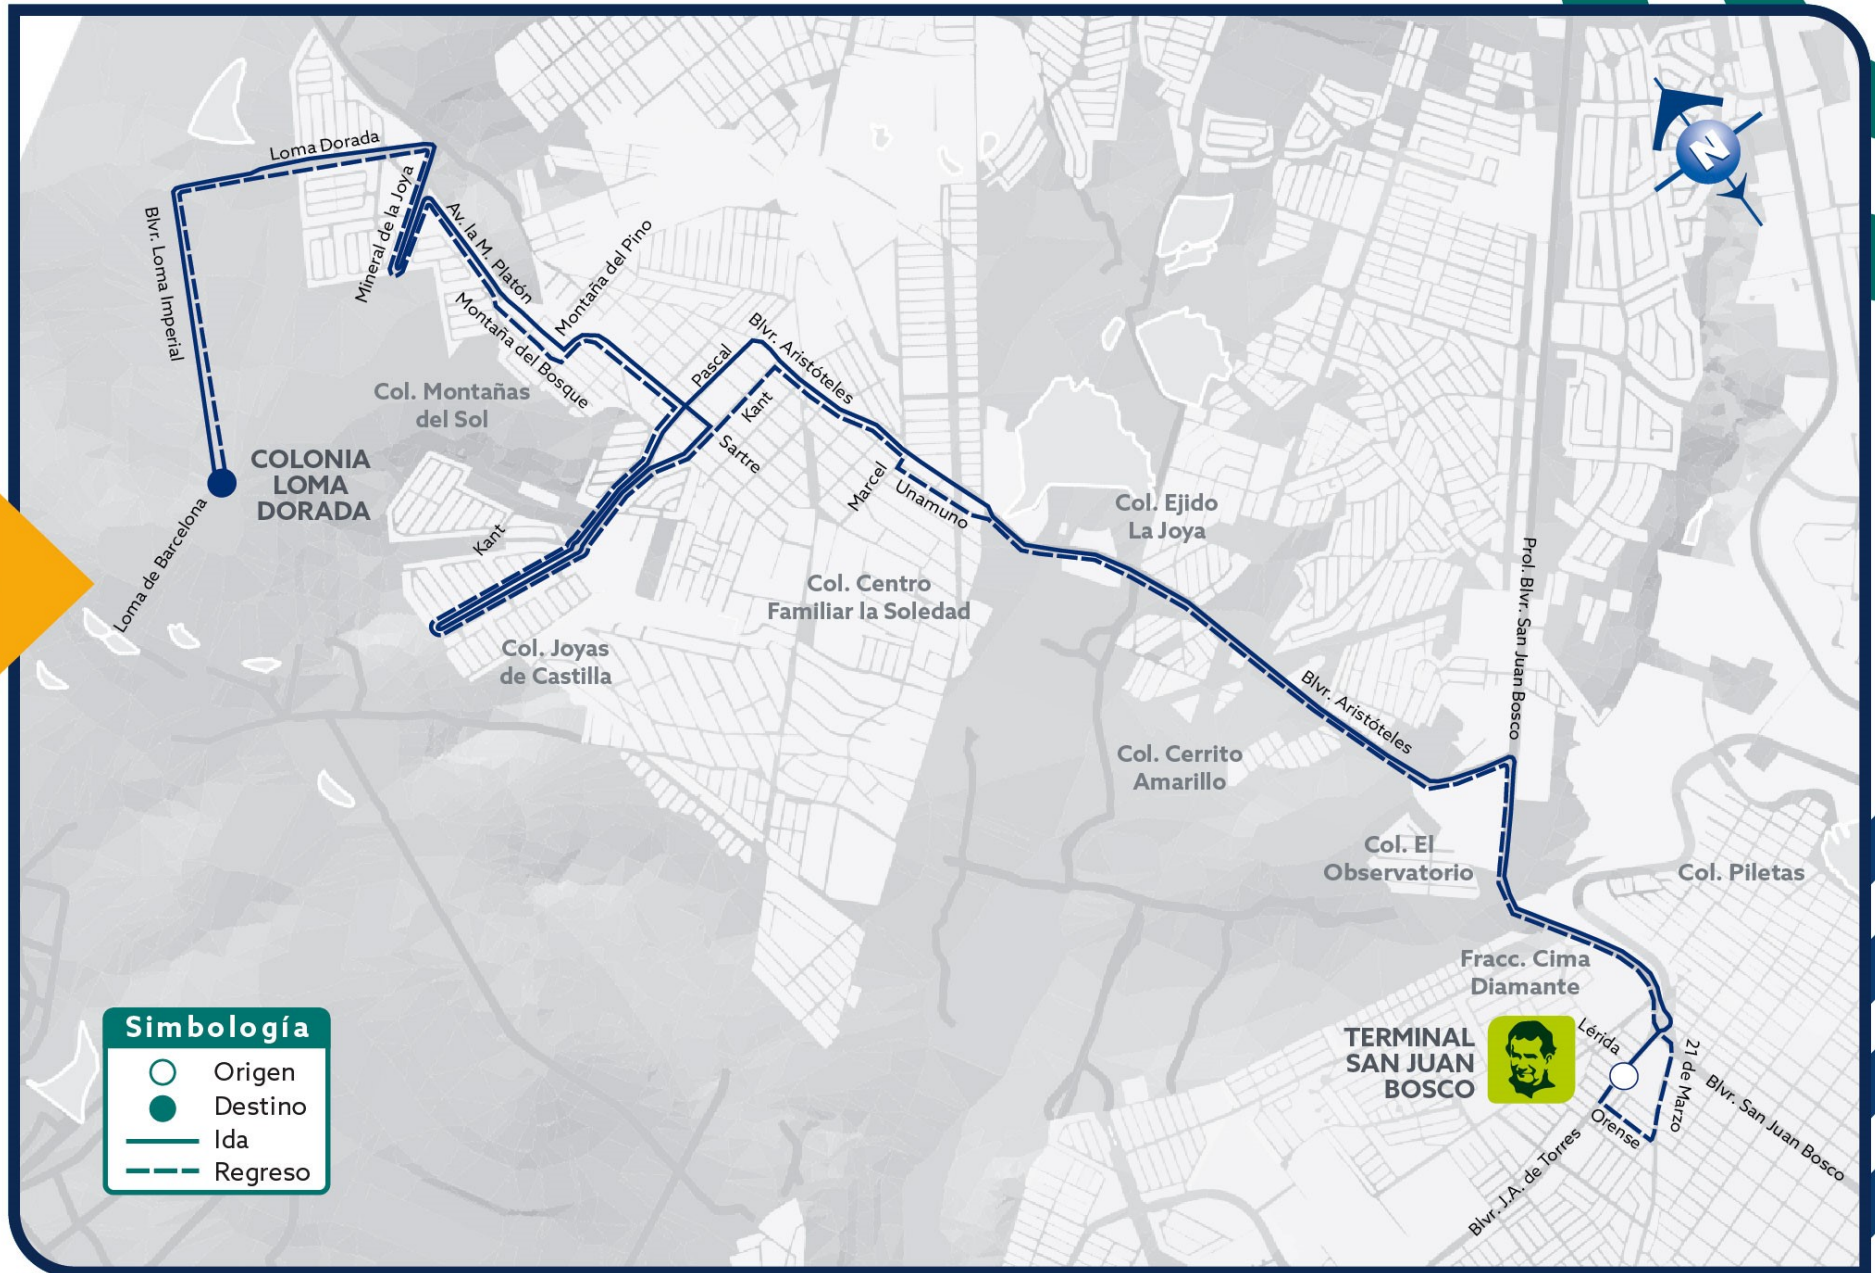 Loma Dorada
Mineral de la Joya
Blvr. Loma Imperial
Av. la M. Platón
Montaña del Pino
Montaña del Bosque
Pascal
Blvr. Aristóteles
Kant
Sartre
Marcel
Unamuno
Col. Montañas
del Sol
COLONIA
LOMA
DORADA
Loma de Barcelona
Kant
Col. Joyas
de Castilla
Col. Centro
Familiar la Soledad
Col. Ejido
La Joya
Prol. Blvr. San Juan Bosco
Blvr. Aristóteles
Col. Cerrito
Amarillo
Col. El
Observatorio
Col. Piletas
Fracc. Cima
Diamante
TERMINAL
SAN JUAN
BOSCO
Lérida
21 de Marzo
Orense
Blvr. San Juan Bosco
Blvr. J.A. de Torres
N
Simbología
Origen
Destino
Ida
Regreso